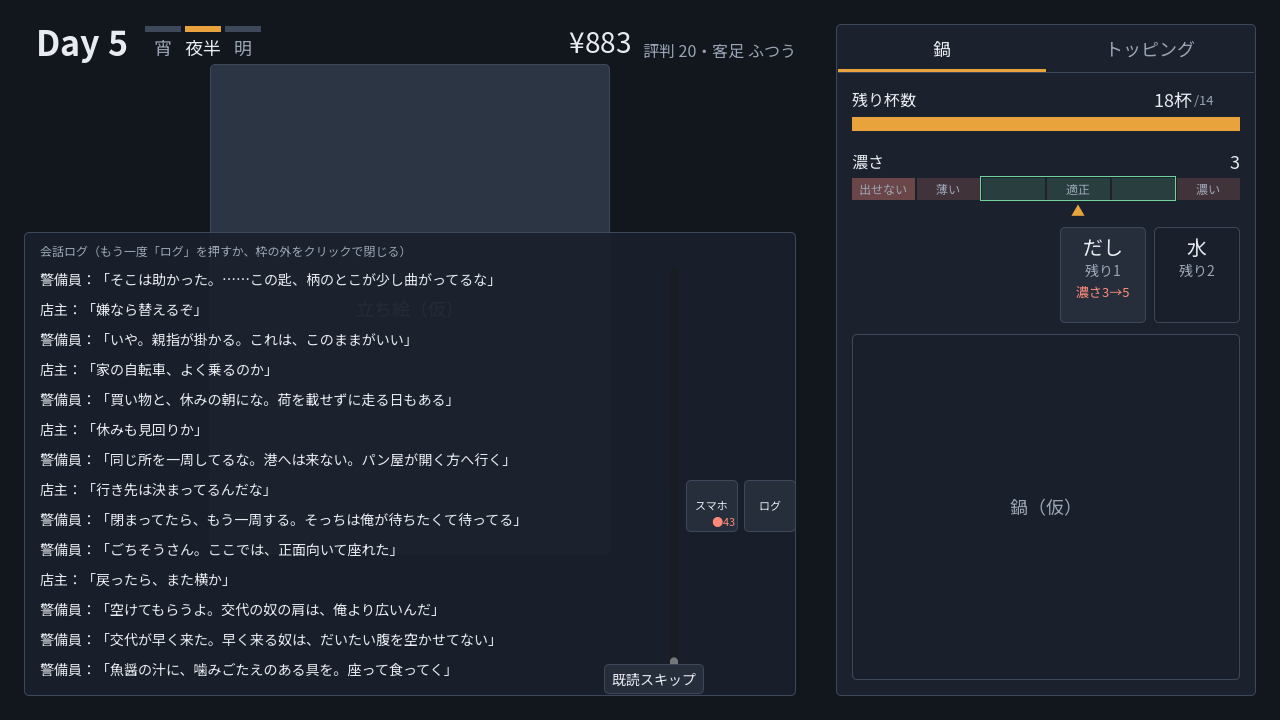 Day 5
宵 夜半 明
¥883
評判 20・客足 ふつう
立ち絵（仮）
会話ログ（もう一度「ログ」を押すか、枠の外をクリックで閉じる）
警備員：「そこは助かった。……この匙、柄のとこが少し曲がってるな」
店主：「嫌なら替えるぞ」
警備員：「いや。親指が掛かる。これは、このままがいい」
店主：「家の自転車、よく乗るのか」
警備員：「買い物と、休みの朝にな。荷を載せずに走る日もある」
店主：「休みも見回りか」
警備員：「同じ所を一周してるな。港へは来ない。パン屋が開く方へ行く」
店主：「行き先は決まってるんだな」
警備員：「閉まってたら、もう一周する。そっちは俺が待ちたくて待ってる」
警備員：「ごちそうさん。ここでは、正面向いて座れた」
店主：「戻ったら、また横か」
警備員：「空けてもらうよ。交代の奴の肩は、俺より広いんだ」
警備員：「交代が早く来た。早く来る奴は、だいたい腹を空かせてない」
警備員：「魚醤の汁に、噛みごたえのある具を。座って食ってく」
スマホ
43
ログ
既読スキップ
鍋
トッピング
残り杯数
18杯/14
濃さ
3
出せない 薄い 適正 濃い
だし
残り1
濃さ3→5
水
残り2
鍋（仮）